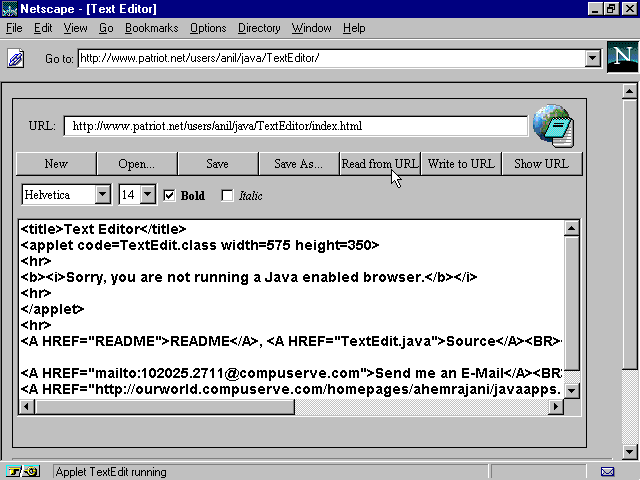 Netscape - [Text Editor]
File Edit View Go Bookmarks Options Directory Window Help
Go to: http://www.patriot.net/users/anil/java/TextEditor/
N
URL: http://www.patriot.net/users/anil/java/TextEditor/index.html
New Open... Save Save As... Read from URL Write to URL Show URL
Helvetica 14 Bold Italic
<title>Text Editor</title>
<applet code=TextEdit.class width=575 height=350>
<hr>
<b><i>Sorry, you are not running a Java enabled browser.</b></i>
<hr>
</applet>
<hr>
<A HREF="README">README</A>, <A HREF="TextEdit.java">Source</A><BR>
<A HREF="mailto:102025.2711@compuserve.com">Send me an E-Mail</A><BR
<A HREF="http://ourworld.compuserve.com/homepages/ahemrajani/javaapps.
Applet TextEdit running